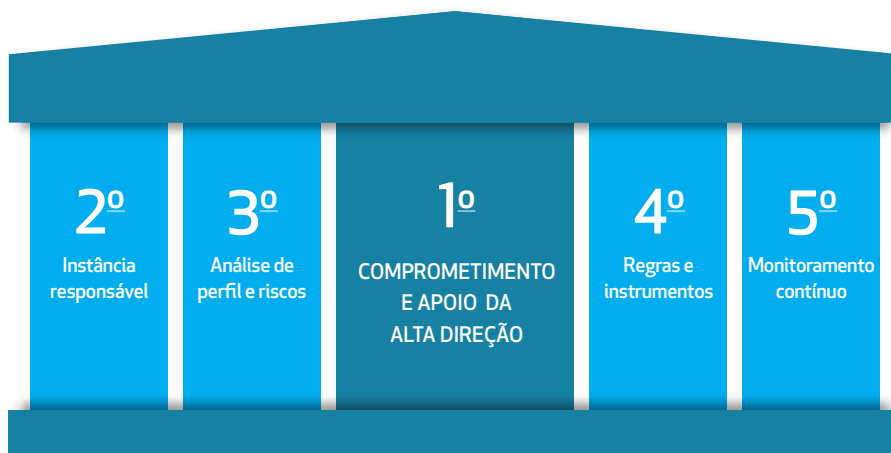 2º
Instância
responsável
3º
Análise de
perfil e riscos
1º
COMPROMETIMENTO
E APOIO DA
ALTA DIREÇÃO
4º
Regras e
instrumentos
5º
Monitoramento
contínuo